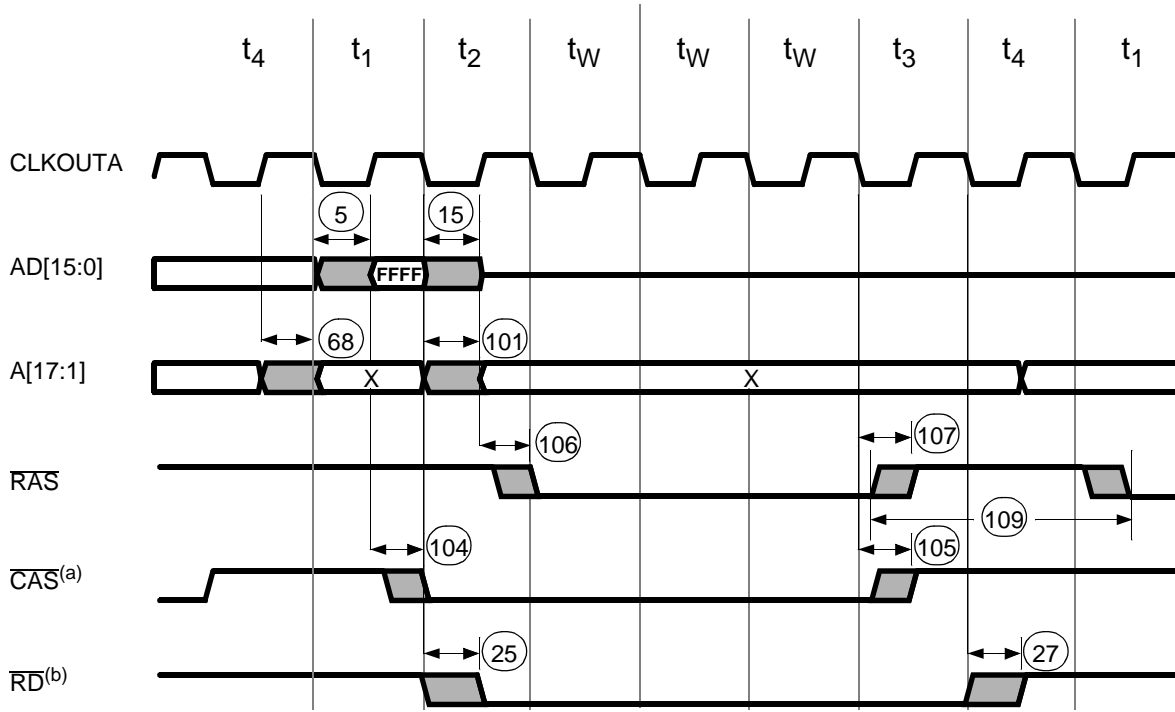 t4 t1 t2 tW tW tW t3 t4 t1
CLKOUTA
5 15
AD[15:0] FFFF
68 101
A[17:1] X X
106 107
RAS
109
104 105
CAS(a)
25 27
RD(b)